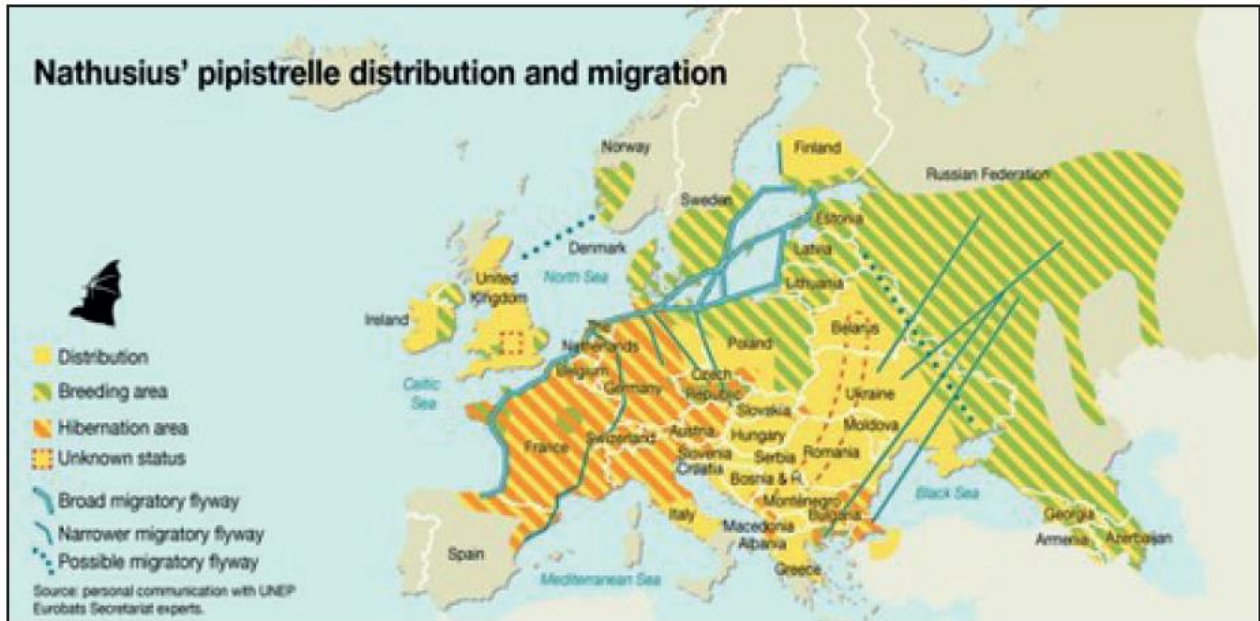 Nathusius' pipistrelle distribution and migration
Norway
Finland
Russian Federation
Sweden
Estonia
Denmark
Latvia
North Sea
United
Kingdom
Lithuania
Ireland
The
Netherlands
Belarus
Poland
Belgium
Germany
Czech
Republic
Celtic
Sea
Ukraine
Slovakia
Moldova
France
Switzerland
Austria
Hungary
Slovenia
Croatia
Serbia
Romania
Bosnia & H.
Black Sea
Montenegro
Bulgaria
Italy
Macedonia
Albania
Georgia
Armenia
Azerbaijan
Spain
Greece
Mediterranean Sea
Distribution
Breeding area
Hibernation area
Unknown status
Broad migratory flyway
Narrower migratory flyway
Possible migratory flyway
Source: personal communication with UNEP
Eurobats Secretariat experts.